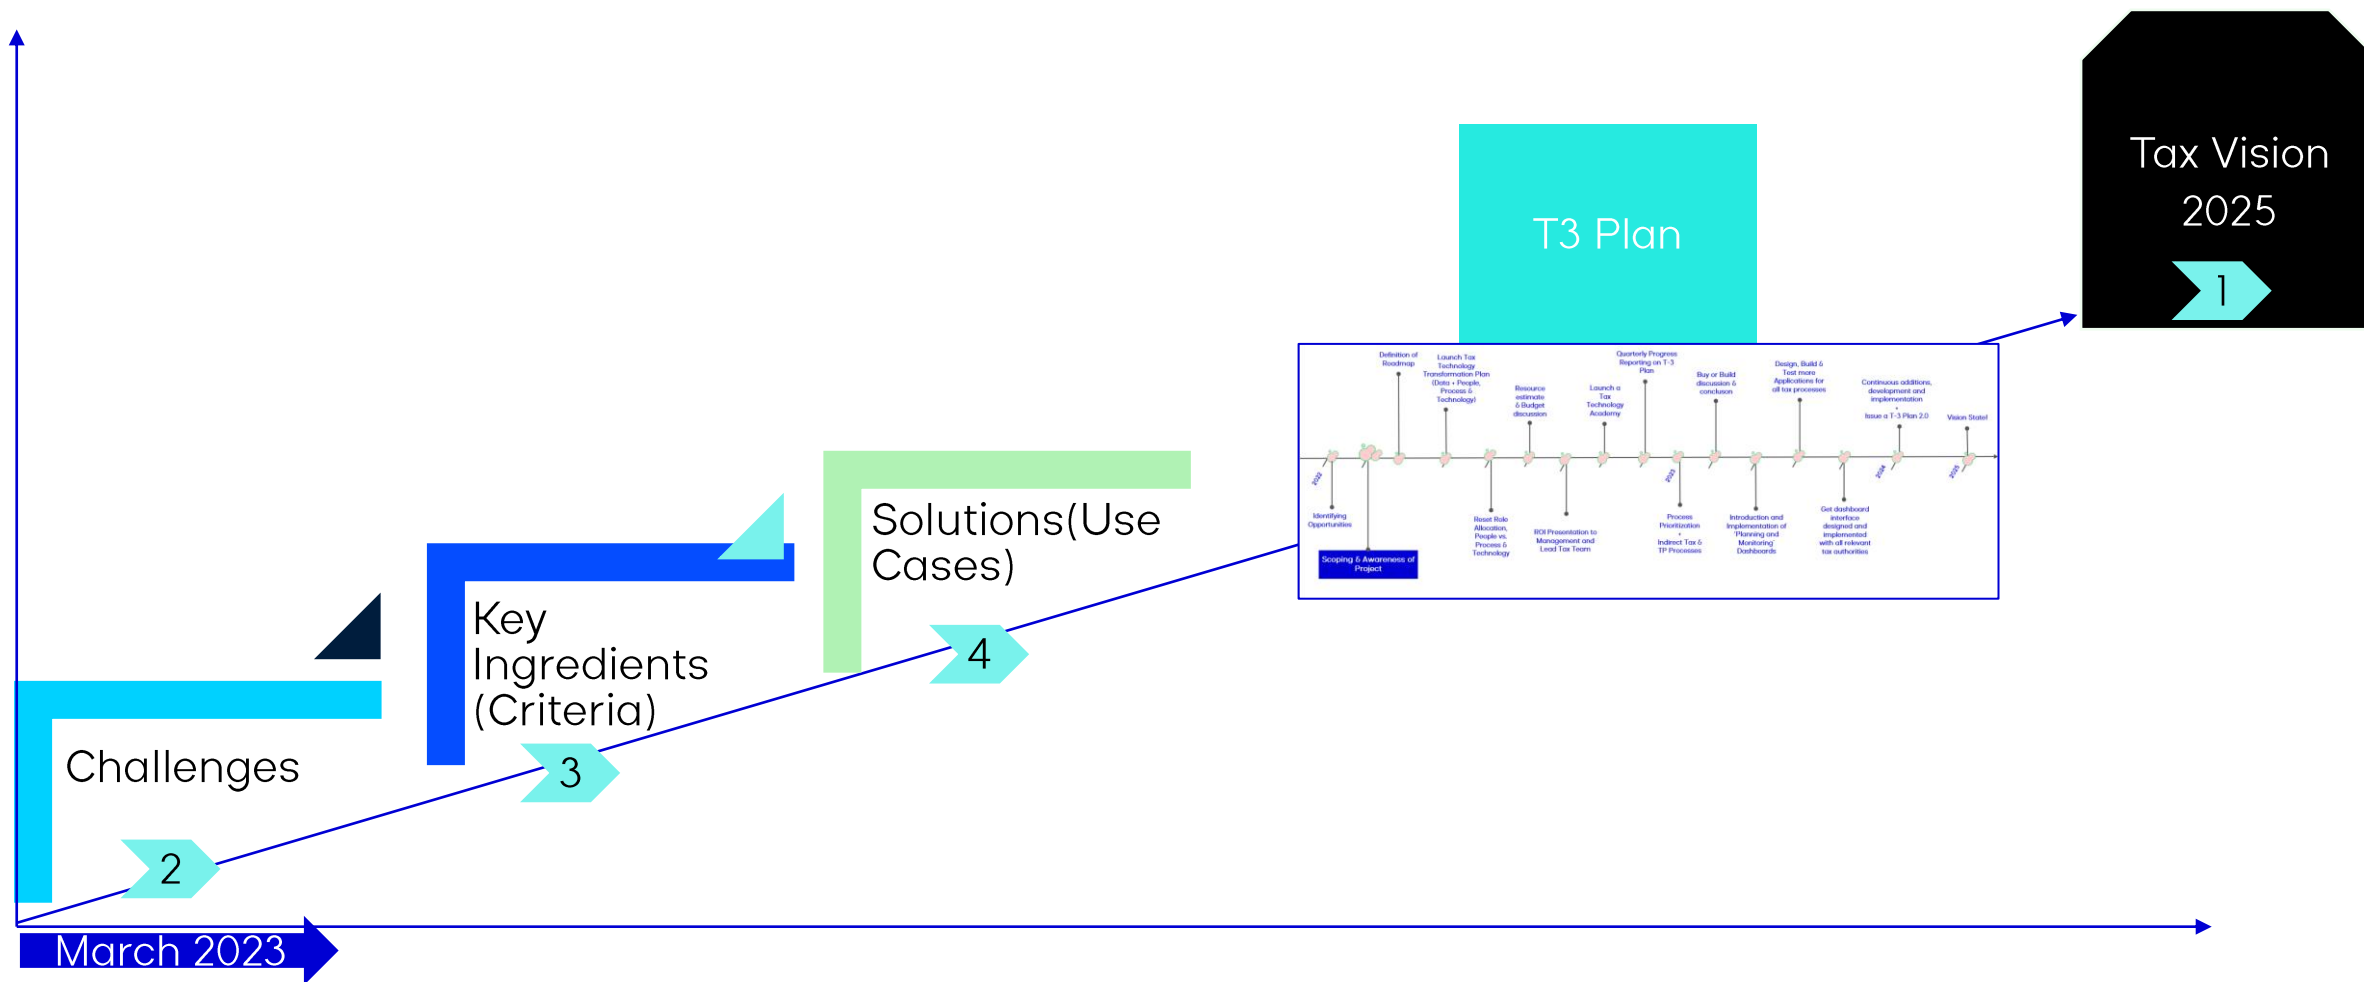 Tax Vision
2025
1
T3 Plan
Definition of
Roadmap
Launch Tax
Technology
Transformation Plan
(Data + People,
Process &
Technology)
Resource
estimate
& Budget
discussion
Launch a
Tax
Technology
Academy
Quarterly Progress
Reporting on T-3
Plan
Buy or Build
discussion &
conclusion
Design, Build &
Test more
Applications for
all tax processes
Continuous additions,
development and
implementation
+
Issue a T-3 Plan 2.0
Vision State!
2022
2023
2024
2025
Identifying
Opportunities
Scoping & Awareness of
Project
Reset Role
Allocation,
People vs.
Process &
Technology
ROI Presentation to
Management and
Lead Tax Team
Process
Prioritization
+
Indirect Tax &
TP Processes
Introduction and
Implementation of
'Planning and
Monitoring'
Dashboards
Get dashboard
interface
designed and
implemented
with all relevant
tax authorities
Solutions(Use
Cases)
4
Key
Ingredients
(Criteria)
3
Challenges
2
March 2023